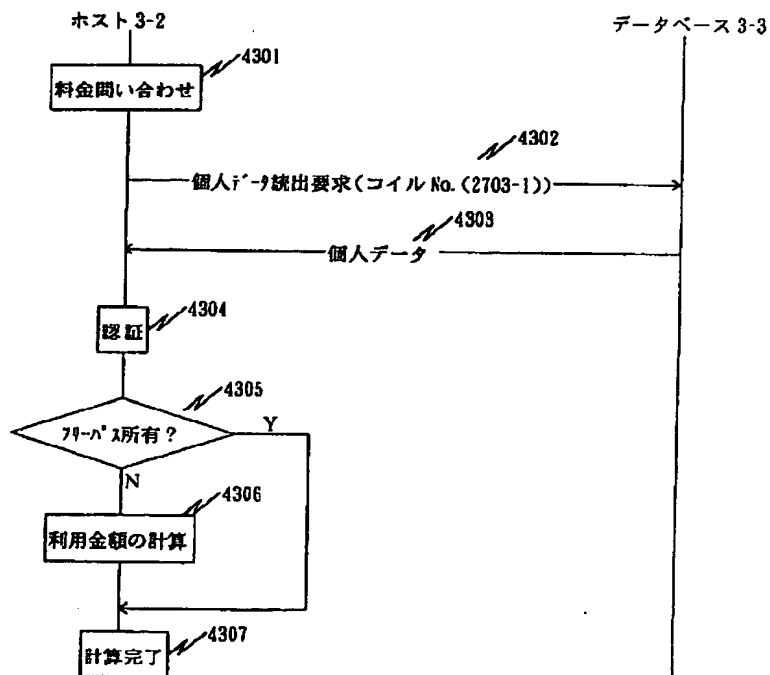 ホスト 3-2
データベース 3-3
4301
料金問い合わせ
4302
個人ﾃﾞｰﾀ読出要求(コイル No. (2703-1))
4303
個人データ
4304
認証
4305
ﾌﾘｰﾊﾟｽ所有?
Y
N
4306
利用金額の計算
4307
計算完了